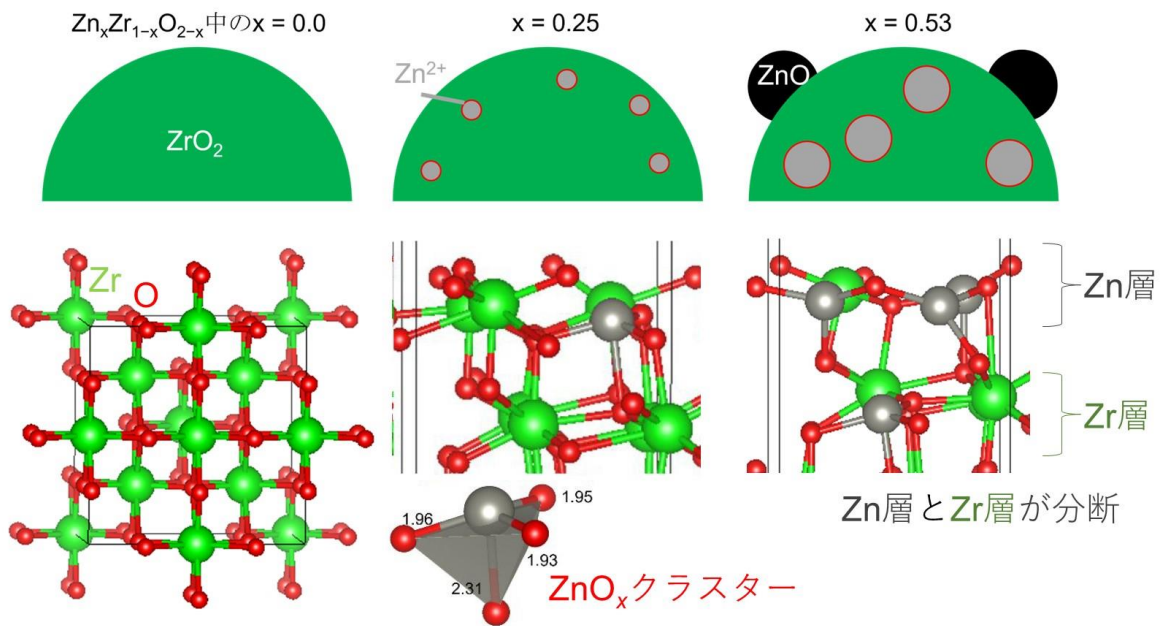 ZnₓZr₁₋ₓO₂₋ₓ中のx = 0.0
x = 0.25
x = 0.53
ZrO₂
Zn²⁺
ZnO
Zr
O
Zn層
Zr層
Zn層とZr層が分断
1.95
1.96
1.93
2.31
ZnOₓクラスター